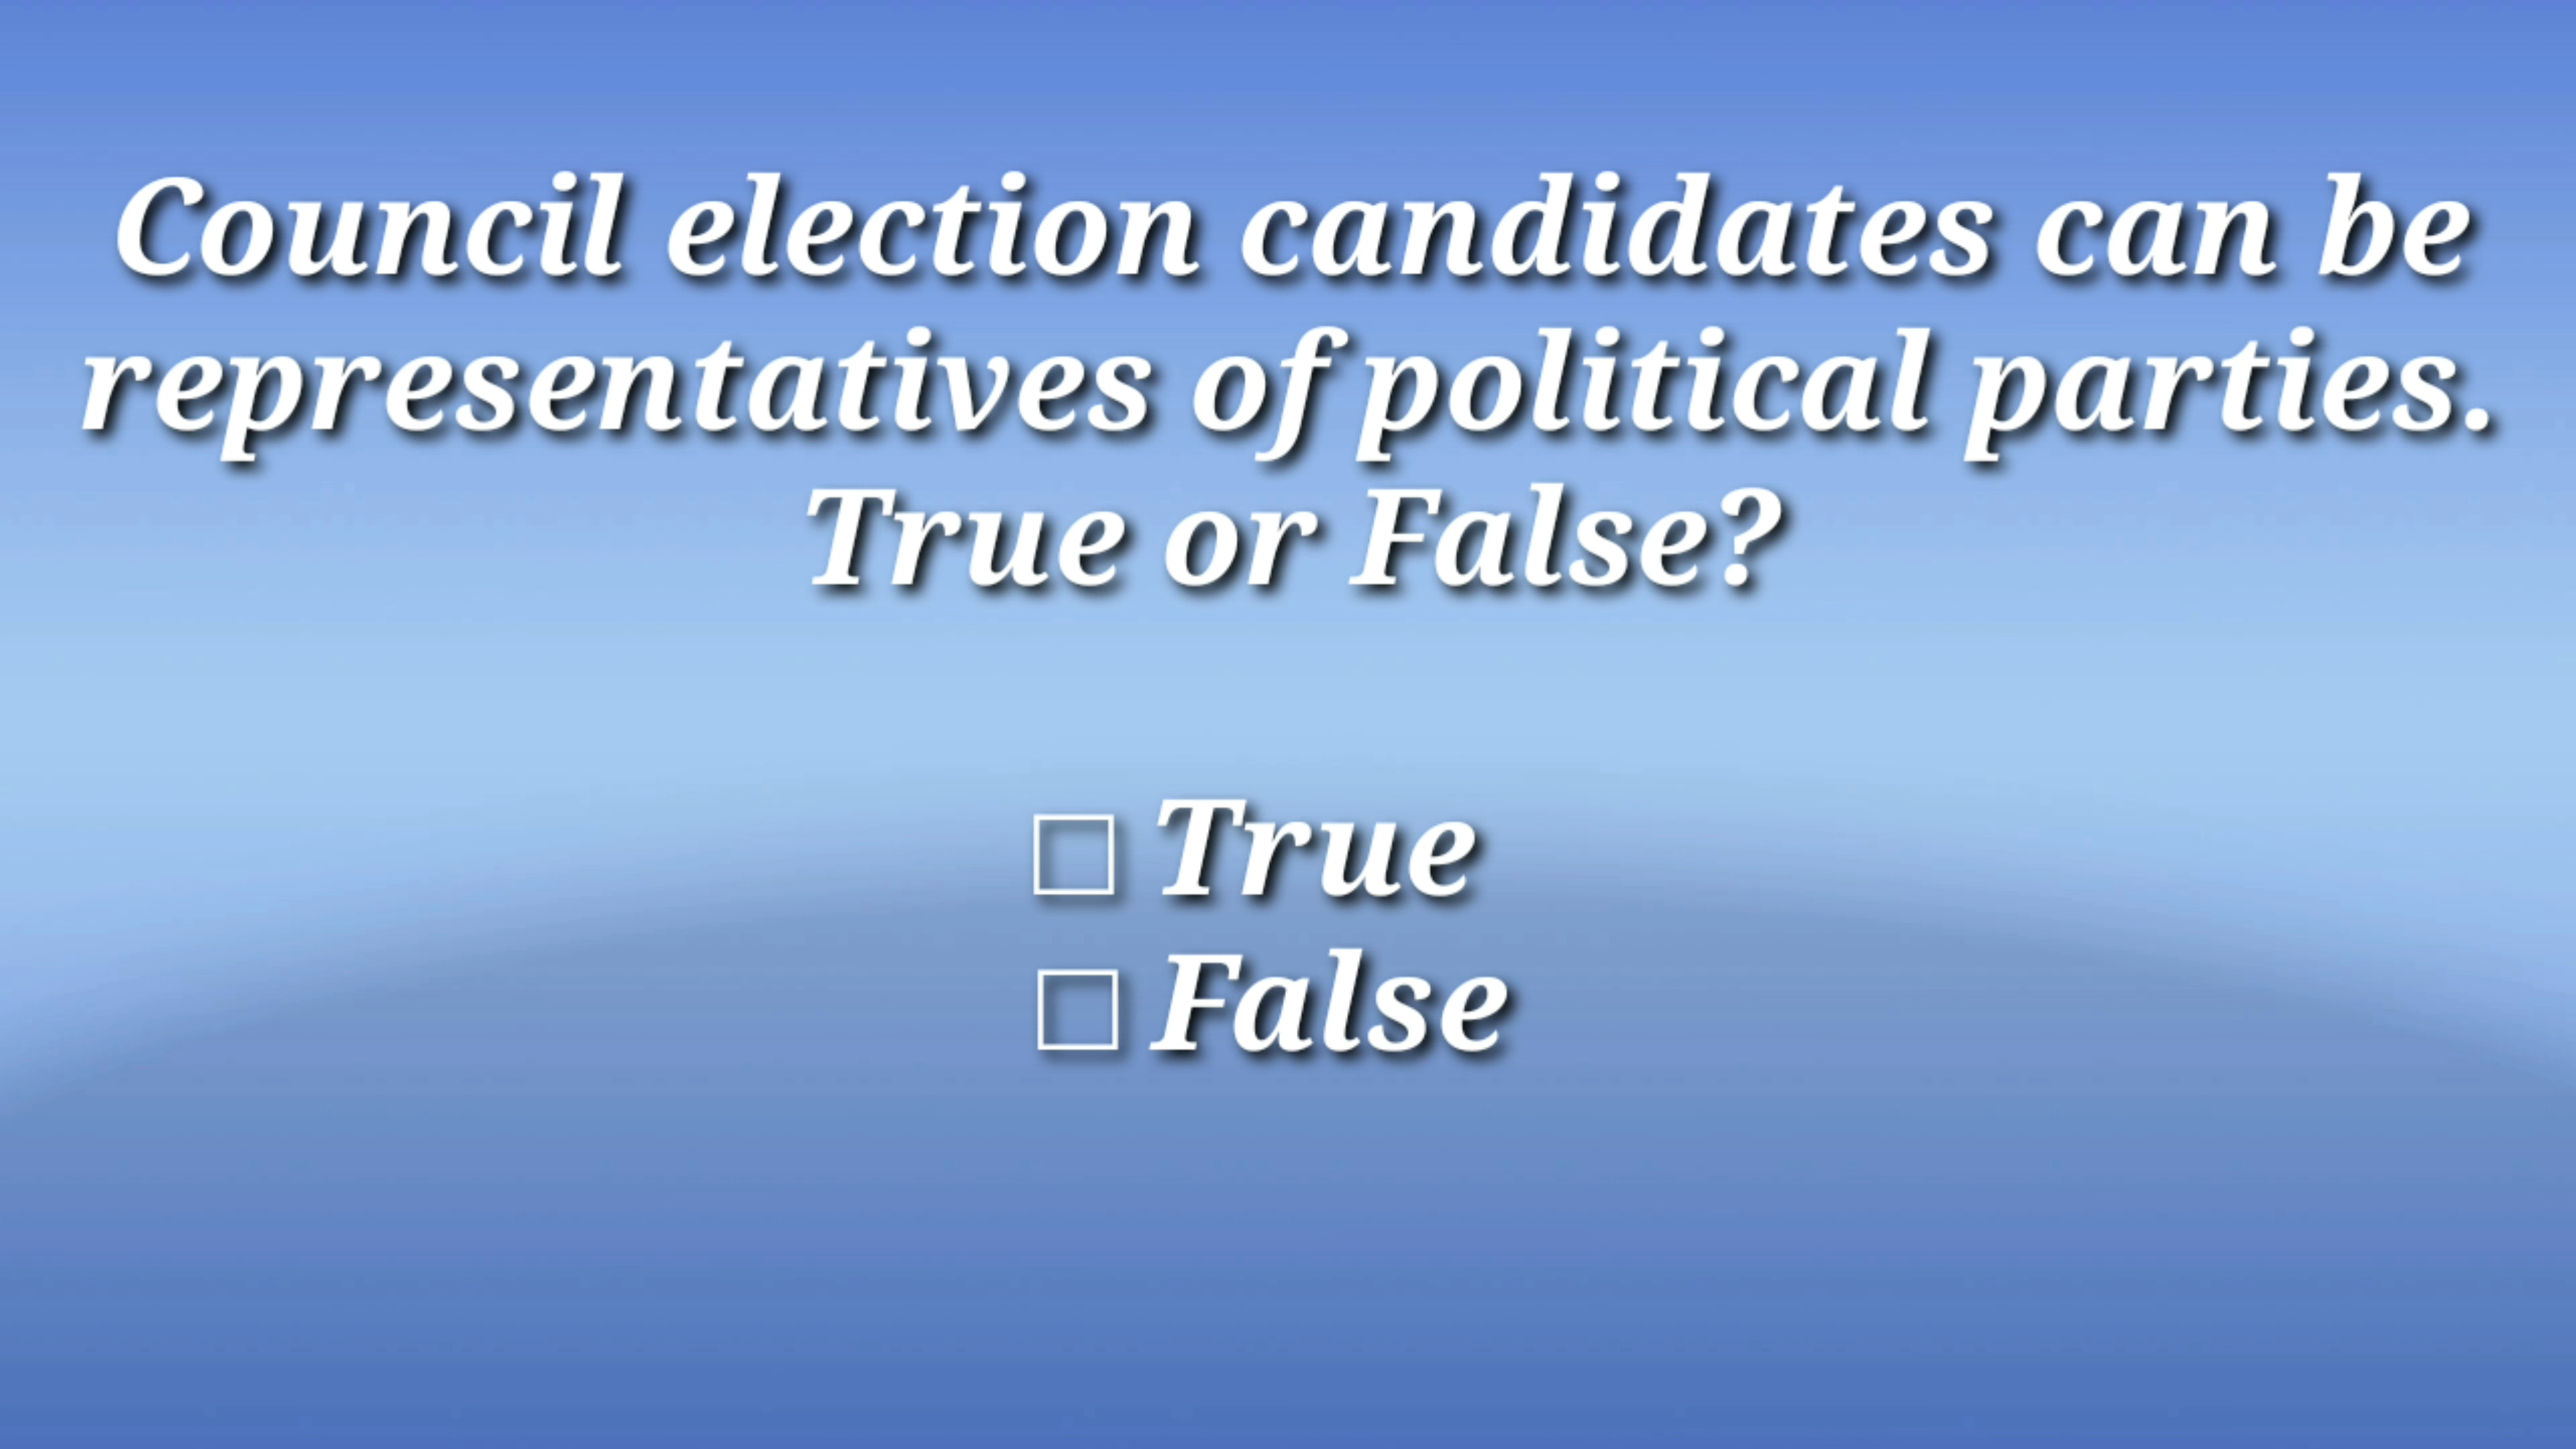 Council election candidates can be
representatives of political parties.
True or False?
□ True
□ False